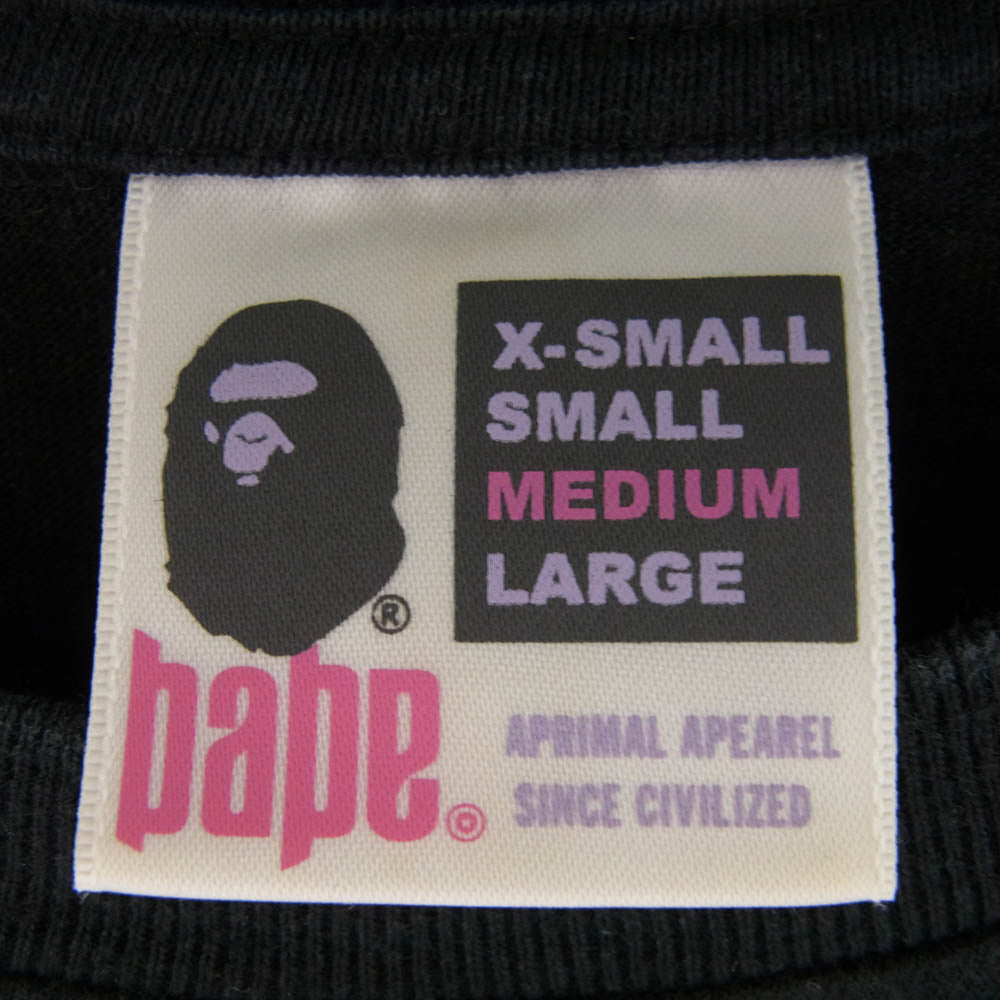 X-SMALL
SMALL
MEDIUM
LARGE
®
bape©
APRIMAL APEAREL
SINCE CIVILIZED